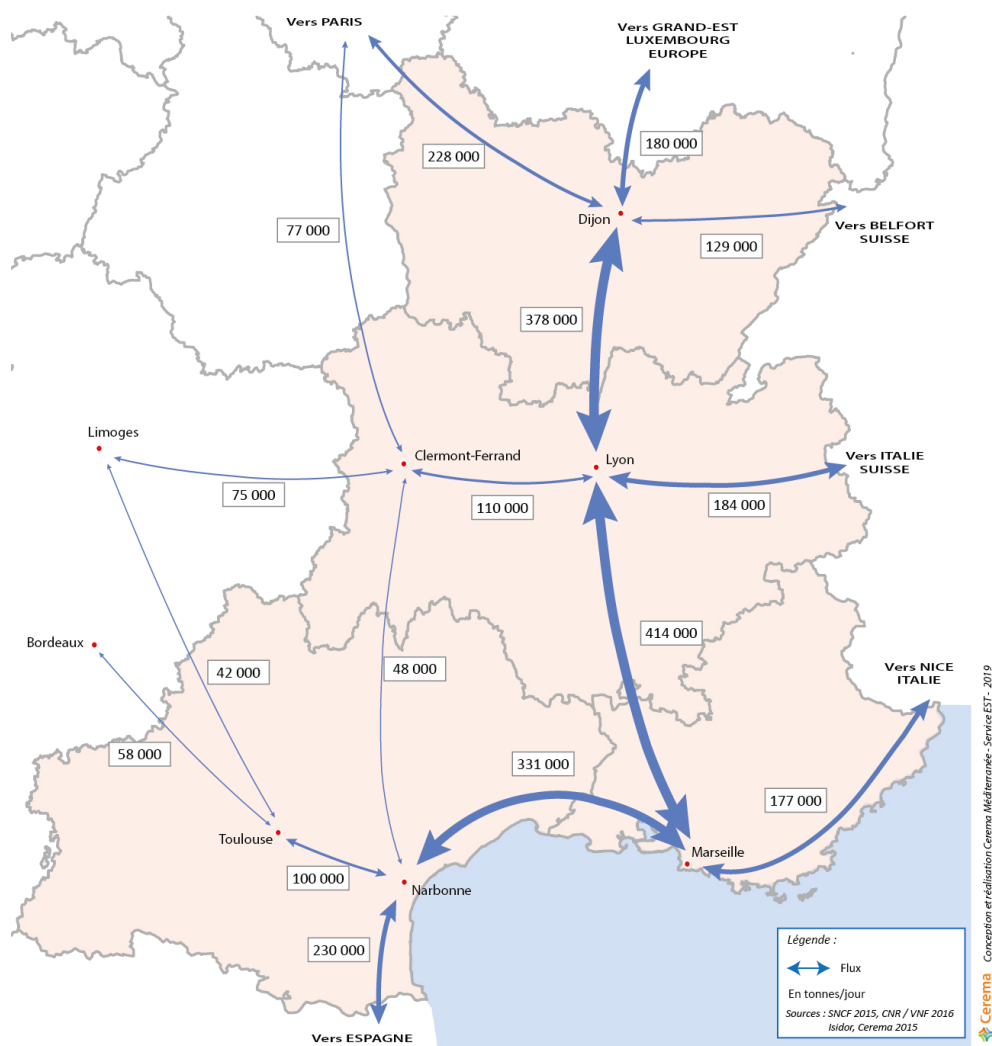 Vers PARIS
Vers GRAND-EST
LUXEMBOURG
EUROPE
228 000
180 000
Dijon
77 000
129 000
Vers BELFORT
SUISSE
378 000
Limoges
Clermont-Ferrand
Lyon
Vers ITALIE
SUISSE
75 000
110 000
184 000
Bordeaux
42 000
48 000
414 000
Vers NICE
ITALIE
58 000
331 000
177 000
Toulouse
Marseille
100 000
Narbonne
230 000
Vers ESPAGNE
Légende :
Flux
En tonnes/jour
Sources : SNCF 2015, CNR / VNF 2016
Isidor, Cerema 2015
Cerema Conception et réalisation Cerema Méditerranée - Service EST - 2019